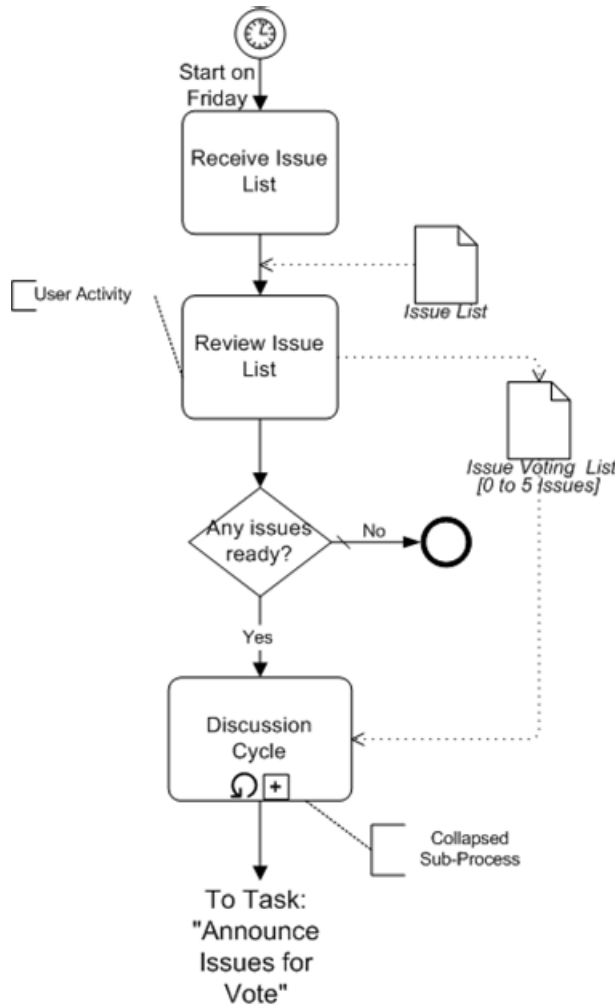 Start on
Friday
Receive Issue
List
Issue List
User Activity
Review Issue
List
Issue Voting List
[0 to 5 Issues]
Any issues
ready?
No
Yes
Discussion
Cycle
+
Collapsed
Sub-Process
To Task:
"Announce
Issues for
Vote"